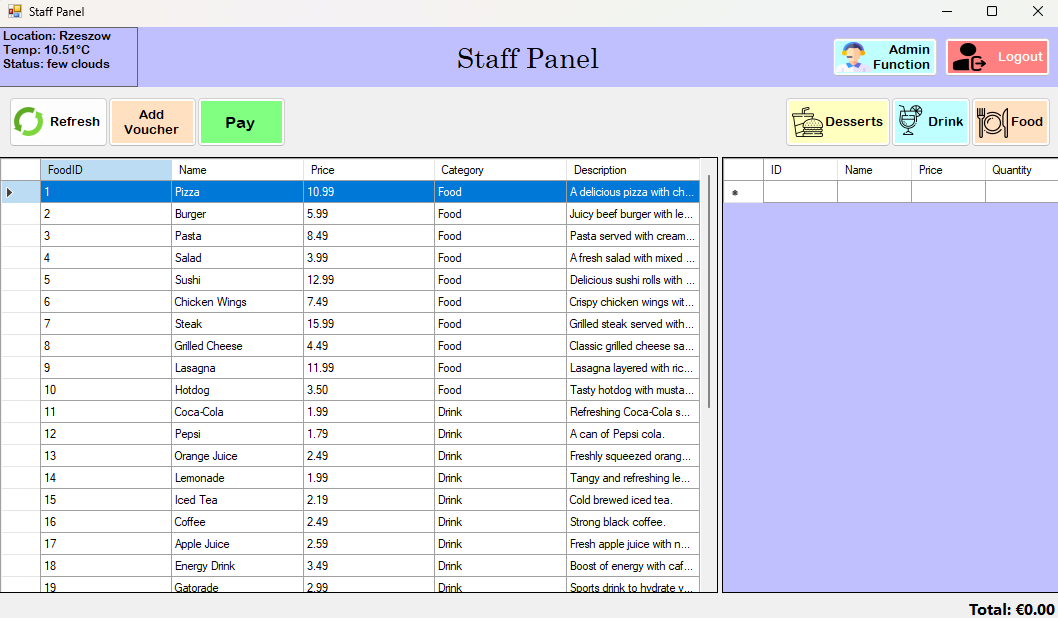 Staff Panel
Location: Rzeszow
Temp: 10.51°C
Status: few clouds
Staff Panel
Admin
Function
Logout
Refresh
Add
Voucher
Pay
Desserts
Drink
Food
FoodID Name Price Category Description
1 Pizza 10.99 Food A delicious pizza with ch...
2 Burger 5.99 Food Juicy beef burger with le...
3 Pasta 8.49 Food Pasta served with cream...
4 Salad 3.99 Food A fresh salad with mixed ...
5 Sushi 12.99 Food Delicious sushi rolls with ...
6 Chicken Wings 7.49 Food Crispy chicken wings wit...
7 Steak 15.99 Food Grilled steak served with...
8 Grilled Cheese 4.49 Food Classic grilled cheese sa...
9 Lasagna 11.99 Food Lasagna layered with ric...
10 Hotdog 3.50 Food Tasty hotdog with musta...
11 Coca-Cola 1.99 Drink Refreshing Coca-Cola s...
12 Pepsi 1.79 Drink A can of Pepsi cola.
13 Orange Juice 2.49 Drink Freshly squeezed orang...
14 Lemonade 1.99 Drink Tangy and refreshing le...
15 Iced Tea 2.19 Drink Cold brewed iced tea.
16 Coffee 2.49 Drink Strong black coffee.
17 Apple Juice 2.59 Drink Fresh apple juice with n...
18 Energy Drink 3.49 Drink Boost of energy with caf...
19 Gatorade 2.99 Drink Sports drink to hydrate y...
ID Name Price Quantity
Total: €0.00